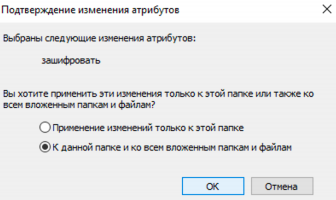 Подтверждение изменения атрибутов
Выбраны следующие изменения атрибутов:
зашифровать
Вы хотите применить эти изменения только к этой папке или также ко
всем вложенным папкам и файлам?
Применение изменений только к этой папке
К данной папке и ко всем вложенным папкам и файлам
OK
Отмена